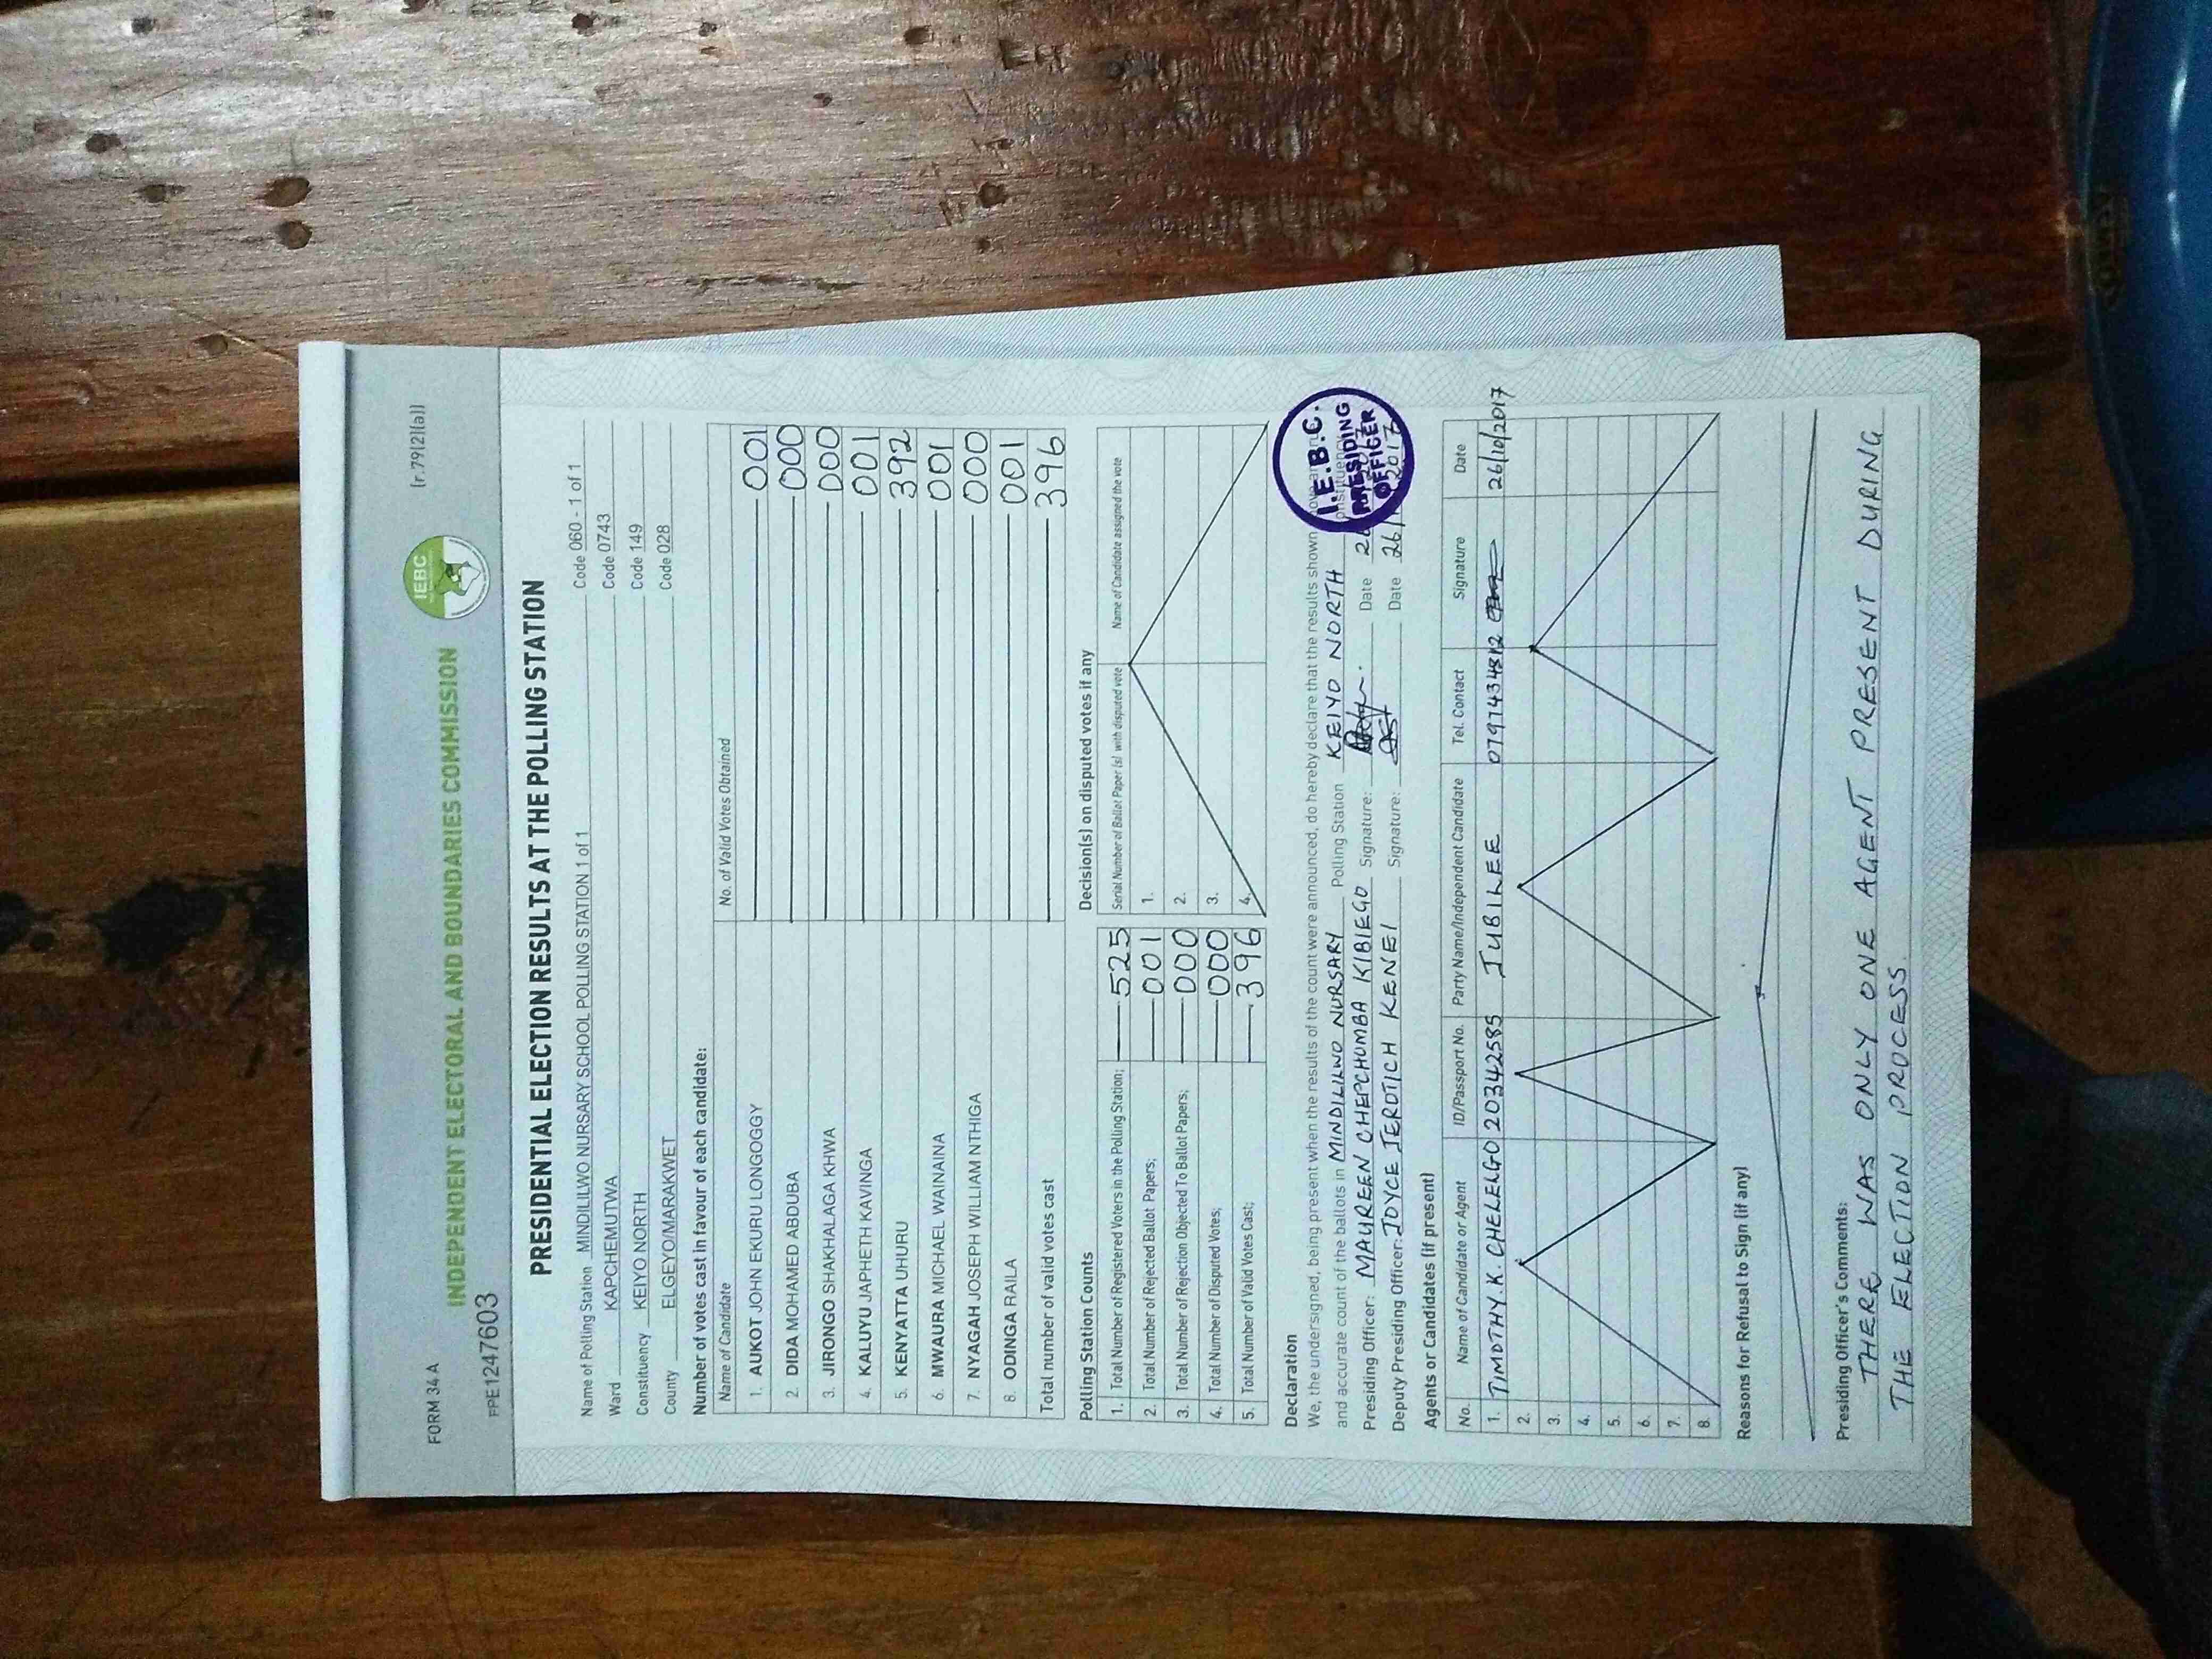 FORM 34 A
(r.79(2)(a))
INDEPENDENT ELECTORAL AND BOUNDARIES COMMISSION
IEBC
FPE1247603
PRESIDENTIAL ELECTION RESULTS AT THE POLLING STATION
Name of Polling Station MINDILILWO NURSARY SCHOOL POLLING STATION 1 of 1 Code 060 - 1 of 1
Ward KAPCHEMUTWA Code 0743
Constituency KEIYO NORTH Code 149
County ELGEYO/MARAKWET Code 028
Number of votes cast in favour of each candidate:
Name of Candidate No. of Valid Votes Obtained
1. AUKOT JOHN EKURU LONGOGGY 001
2. DIDA MOHAMED ABDUBA 000
3. JIRONGO SHAKHALAGA KHWA 000
4. KALUYU JAPHETH KAVINGA 001
5. KENYATTA UHURU 392
6. MWAURA MICHAEL WAINAINA 001
7. NYAGAH JOSEPH WILLIAM NTHIGA 000
8. ODINGA RAILA 001
Total number of valid votes cast 396
Polling Station Counts
1. Total Number of Registered Voters in the Polling Station; 525
2. Total Number of Rejected Ballot Papers; 001
3. Total Number of Rejection Objected To Ballot Papers; 000
4. Total Number of Disputed Votes; 000
5. Total Number of Valid Votes Cast; 396
Decision(s) on disputed votes if any
Serial Number of Ballot Paper (s) with disputed vote Name of Candidate assigned the vote
1.
2.
3.
4.
Declaration
We, the undersigned, being present when the results of the count were announced, do hereby declare that the results shown
and accurate count of the ballots in MINDILILWO NURSARY Polling Station KEIYO NORTH
Presiding Officer: MAUREEN CHEPCHUMBA KIBIEGO Signature: Date
Deputy Presiding Officer: JOYCE JEROTICH KENEI Signature: Date 26/ 2017
I.E.B.C.
PRESIDING
OFFICER
Agents or Candidates (if present)
No. Name of Candidate or Agent ID/Passport No. Party Name/Independent Candidate Tel. Contact Signature Date
1. TIMOTHY.K. CHELELGO 20342585 JUBILEE 26/10/2017
2.
3.
4.
5.
6.
7.
8.
Reasons for Refusal to Sign (if any)
Presiding Officer's Comments:
THERE WAS ONLY ONE AGENT PRESENT DURING
THE ELECTION PROCESS.